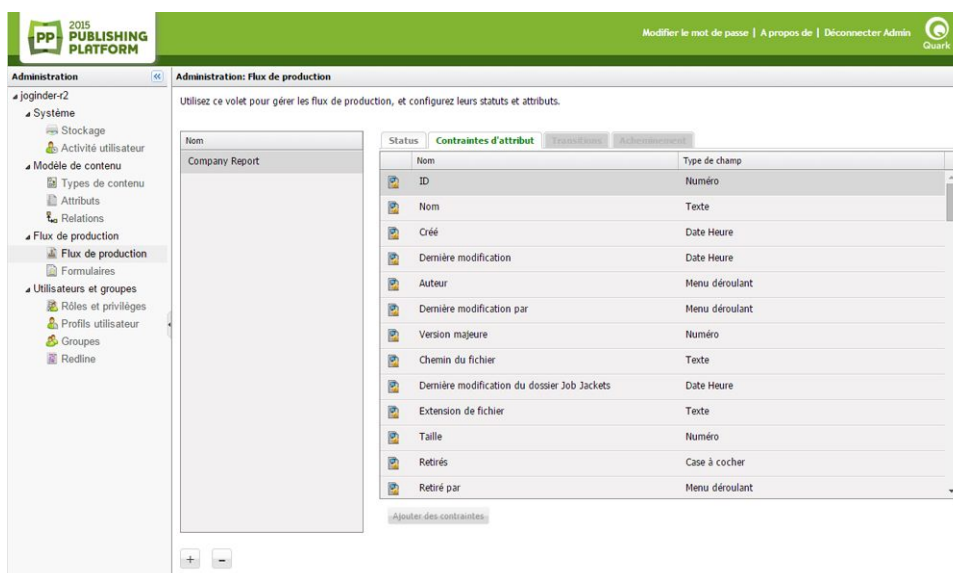 2015
PP PUBLISHING
PLATFORM
Modifier le mot de passe | A propos de | Déconnecter Admin
Quark
Administration
Administration: Flux de production
joginder-r2
Système
Stockage
Activité utilisateur
Modèle de contenu
Types de contenu
Attributs
Relations
Flux de production
Flux de production
Formulaires
Utilisateurs et groupes
Rôles et privilèges
Profils utilisateur
Groupes
Redline
Utilisez ce volet pour gérer les flux de production, et configurez leurs statuts et attributs.
Nom
Company Report
Status Contraintes d'attribut Transitions Acheminement
Nom Type de champ
ID Numéro
Nom Texte
Créé Date Heure
Dernière modification Date Heure
Auteur Menu déroulant
Dernière modification par Menu déroulant
Version majeure Numéro
Chemin du fichier Texte
Dernière modification du dossier Job Jackets Date Heure
Extension de fichier Texte
Taille Numéro
Retirés Case à cocher
Retiré par Menu déroulant
Ajouter des contraintes
+ -